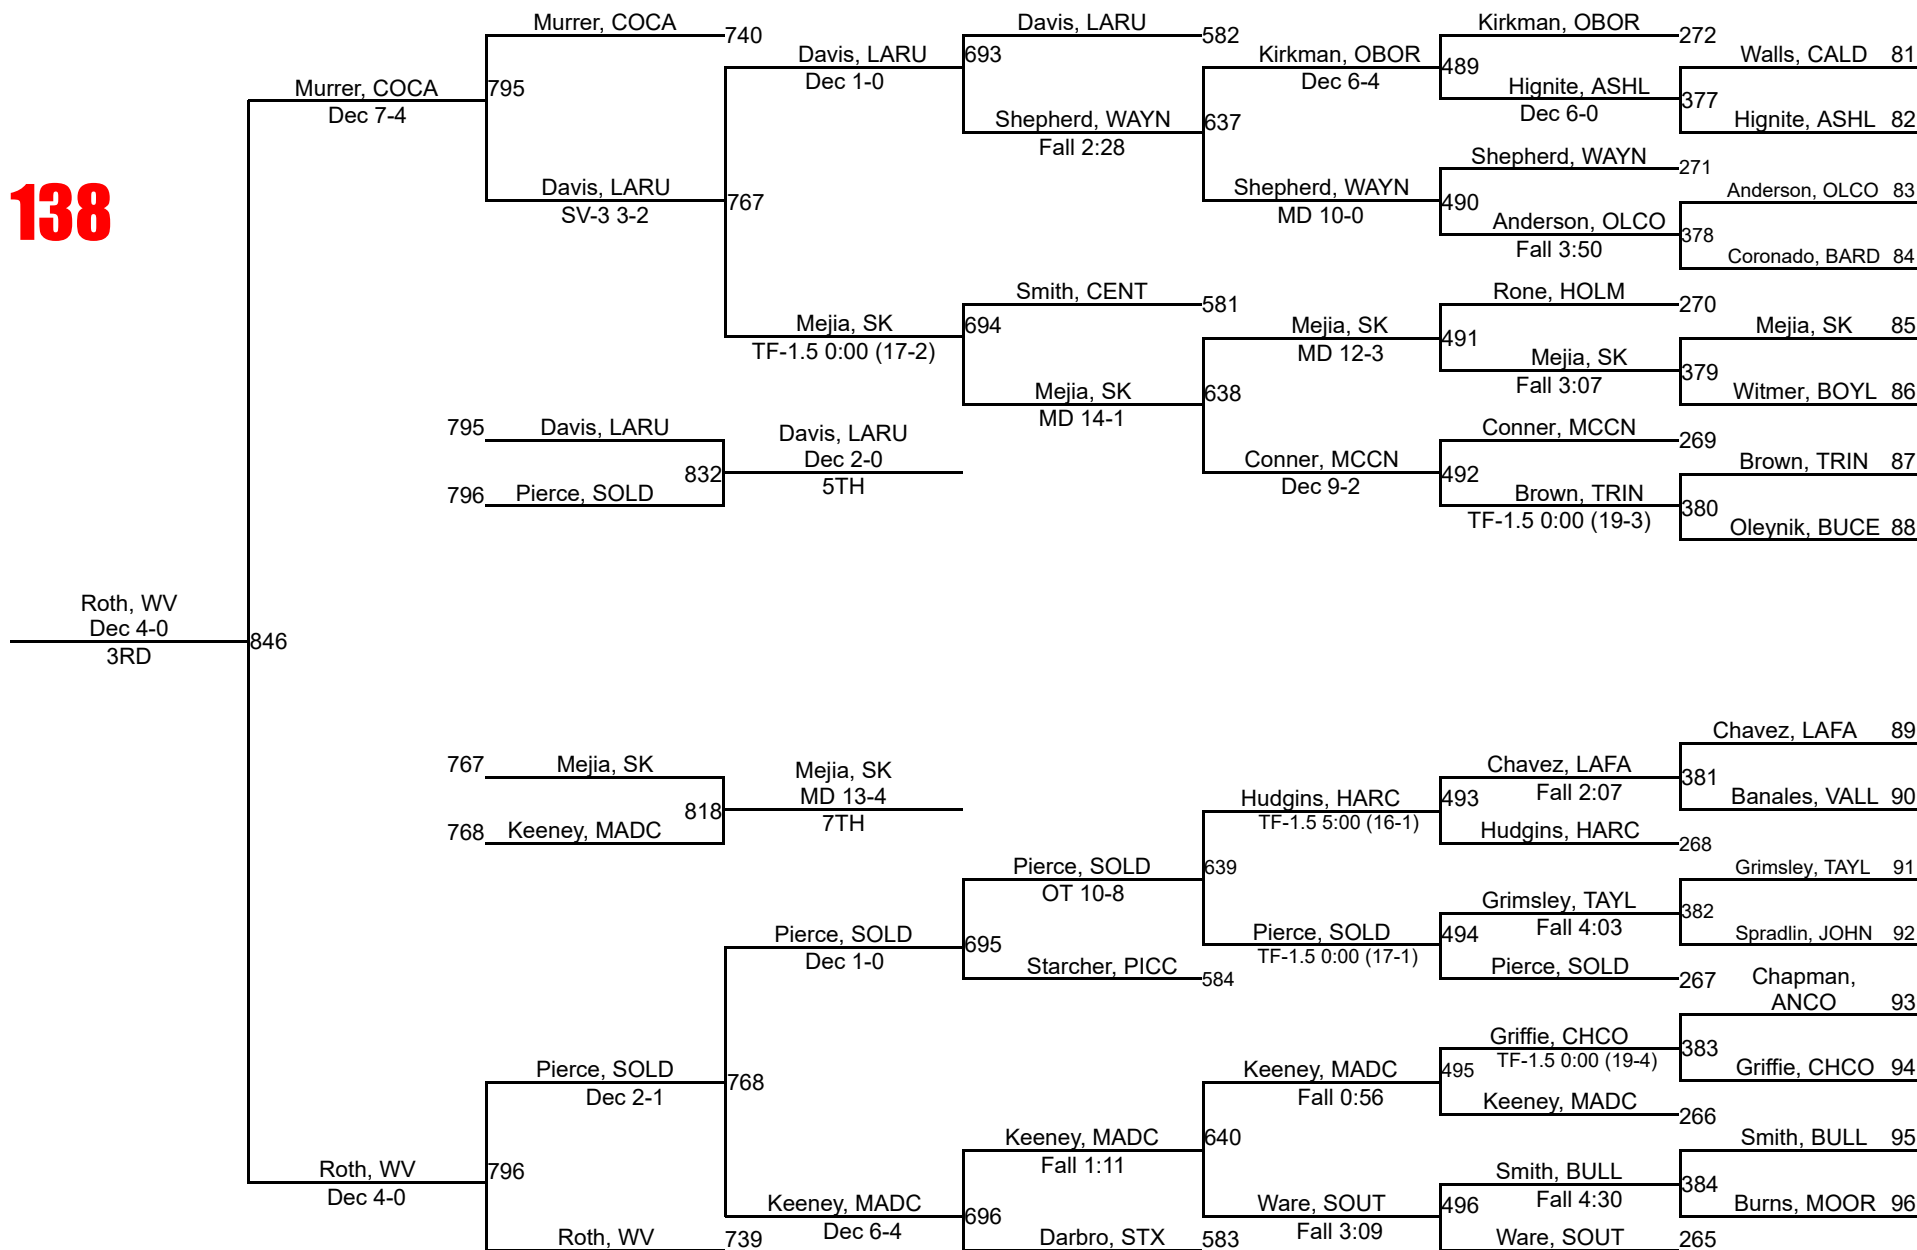 138
Murrer, COCA
740
Davis, LARU
582
Kirkman, OBOR
272
Walls, CALD 81
Davis, LARU
Dec 1-0
693
Kirkman, OBOR
Dec 6-4
489
Hignite, ASHL
Dec 6-0
377
Hignite, ASHL 82
Murrer, COCA
Dec 7-4
795
Shepherd, WAYN
Fall 2:28
637
Shepherd, WAYN
271
Anderson, OLCO 83
Davis, LARU
SV-3 3-2
767
Shepherd, WAYN
MD 10-0
490
Anderson, OLCO
Fall 3:50
378
Coronado, BARD 84
Smith, CENT
581
Rone, HOLM
270
Mejia, SK 85
Mejia, SK
TF-1.5 0:00 (17-2)
694
Mejia, SK
MD 12-3
491
Mejia, SK
Fall 3:07
379
Witmer, BOYL 86
Mejia, SK
MD 14-1
638
795
Davis, LARU
Davis, LARU
Dec 2-0
5TH
832
796
Pierce, SOLD
Conner, MCCN
269
Brown, TRIN 87
Conner, MCCN
Dec 9-2
492
Brown, TRIN
TF-1.5 0:00 (19-3)
380
Oleynik, BUCE 88
Roth, WV
Dec 4-0
3RD
846
Chavez, LAFA 89
767
Mejia, SK
Mejia, SK
MD 13-4
7TH
818
768
Keeney, MADC
Chavez, LAFA
Fall 2:07
381
Banales, VALL 90
Hudgins, HARC
TF-1.5 5:00 (16-1)
493
Hudgins, HARC
268
Pierce, SOLD
OT 10-8
639
Grimsley, TAYL 91
Grimsley, TAYL
Fall 4:03
382
Spradlin, JOHN 92
Pierce, SOLD
Dec 1-0
695
Pierce, SOLD
TF-1.5 0:00 (17-1)
494
Starcher, PICC
584
Pierce, SOLD
267
Chapman,
ANCO 93
Griffie, CHCO
TF-1.5 0:00 (19-4)
383
Griffie, CHCO 94
Pierce, SOLD
Dec 2-1
768
Keeney, MADC
Fall 0:56
495
Keeney, MADC
266
Keeney, MADC
Fall 1:11
640
Smith, BULL 95
Roth, WV
Dec 4-0
796
Smith, BULL
Fall 4:30
384
Burns, MOOR 96
Keeney, MADC
Dec 6-4
696
Ware, SOUT
Fall 3:09
496
Roth, WV
739
Darbro, STX
583
Ware, SOUT
265